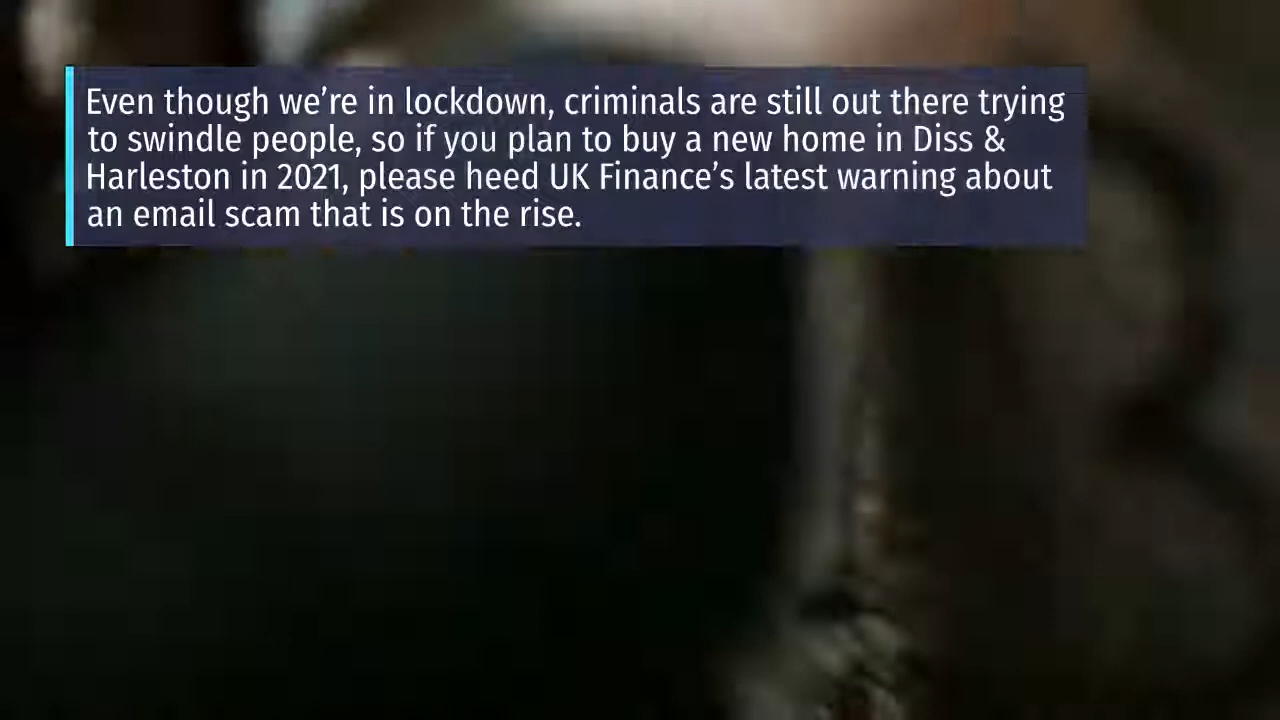 Even though we’re in lockdown, criminals are still out there trying
to swindle people, so if you plan to buy a new home in Diss &
Harleston in 2021, please heed UK Finance’s latest warning about
an email scam that is on the rise.